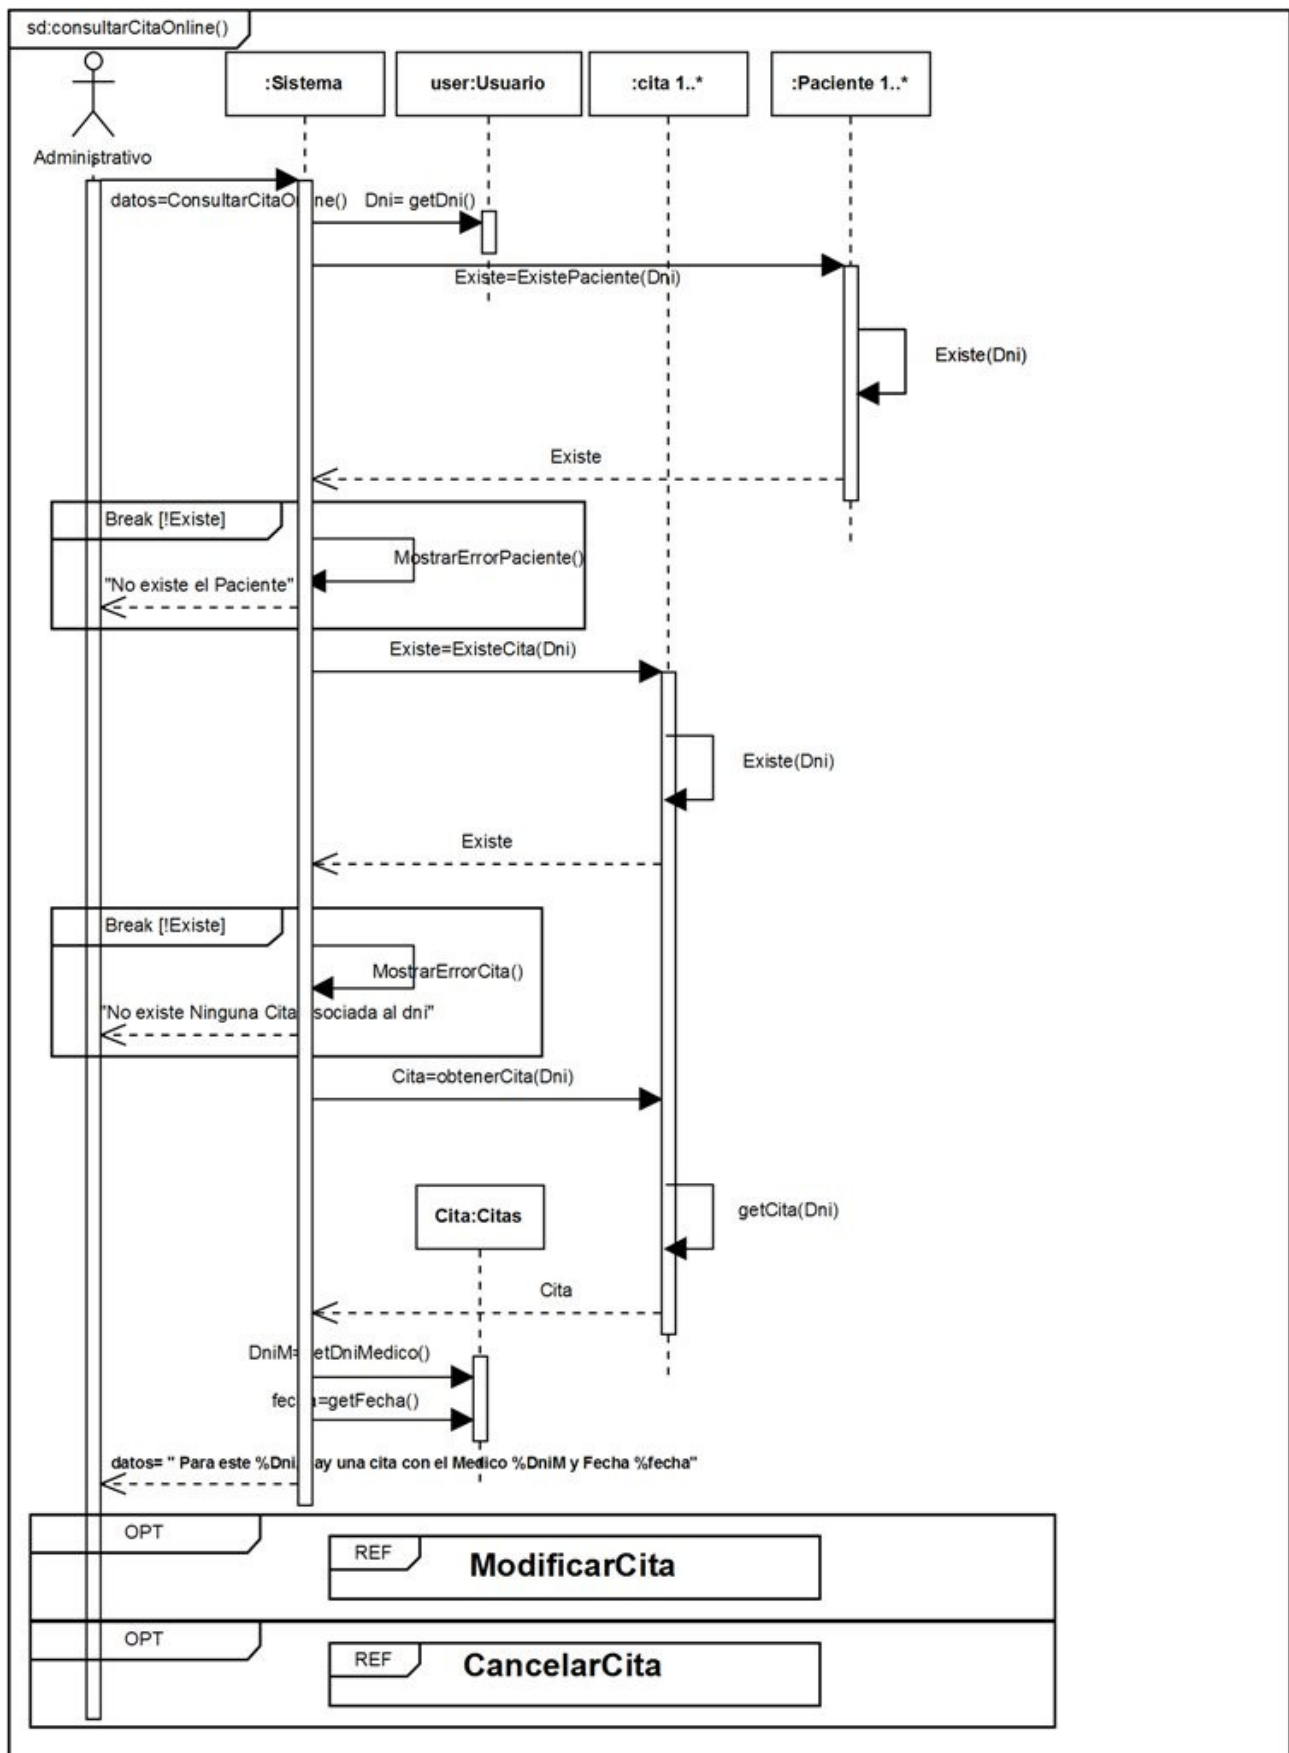 sd:consultarCitaOnline()
:Sistema
user:Usuario
:cita 1..*
:Paciente 1..*
Administrativo
datos=ConsultarCitaOnline()
Dni= getDni()
Existe=ExistePaciente(Dni)
Existe(Dni)
Existe
Break [!Existe]
MostrarErrorPaciente()
"No existe el Paciente"
Existe=ExisteCita(Dni)
Existe(Dni)
Existe
Break [!Existe]
MostrarErrorCita()
"No existe Ninguna Cita asociada al dni"
Cita=obtenerCita(Dni)
Cita:Citas
getCita(Dni)
Cita
DniM=getDniMedico()
fecha=getFecha()
datos= " Para este %Dni, hay una cita con el Medico %DniM y Fecha %fecha"
OPT
REF
ModificarCita
OPT
REF
CancelarCita